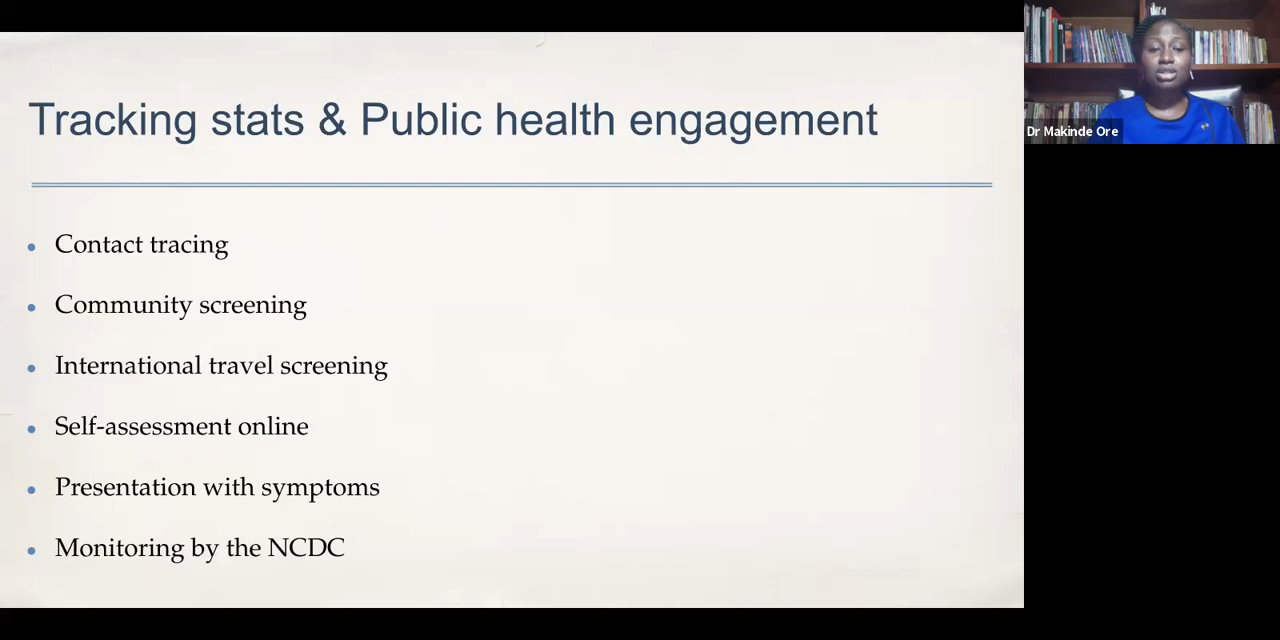 Tracking stats & Public health engagement
Contact tracing
Community screening
International travel screening
Self-assessment online
Presentation with symptoms
Monitoring by the NCDC
Dr Makinde Ore